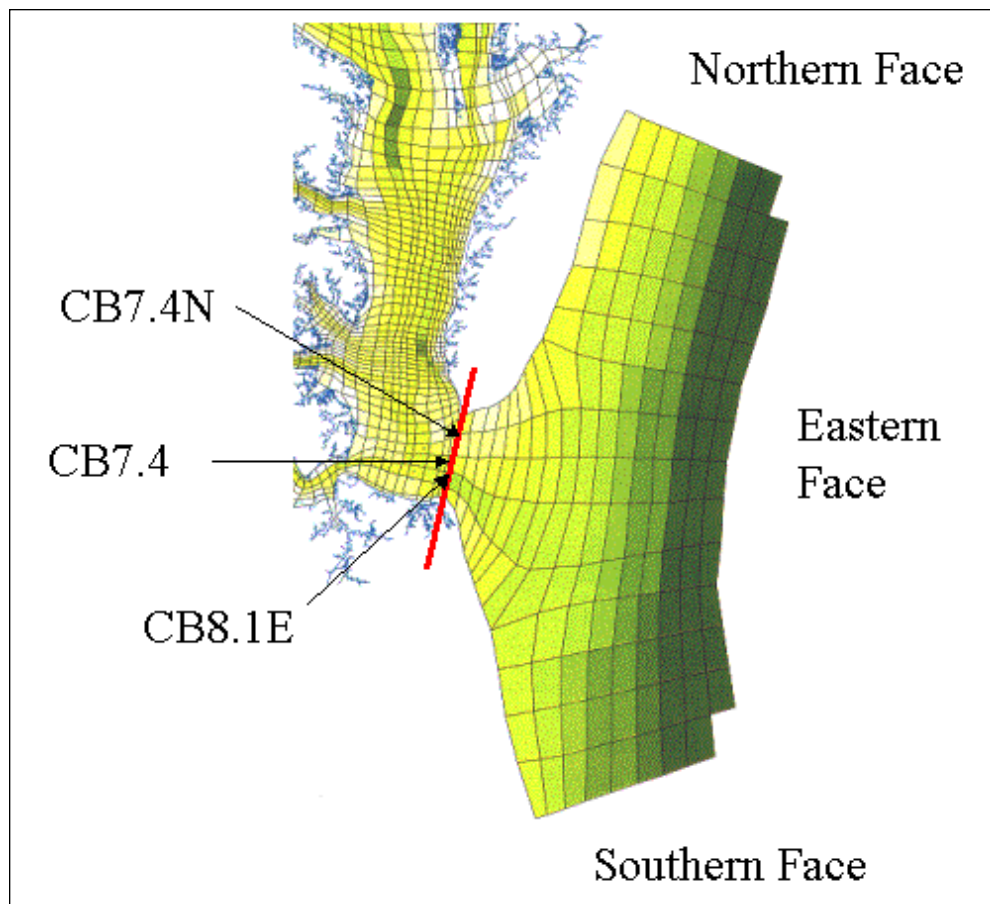 Northern Face
CB7.4N
Eastern
Face
CB7.4
CB8.1E
Southern Face